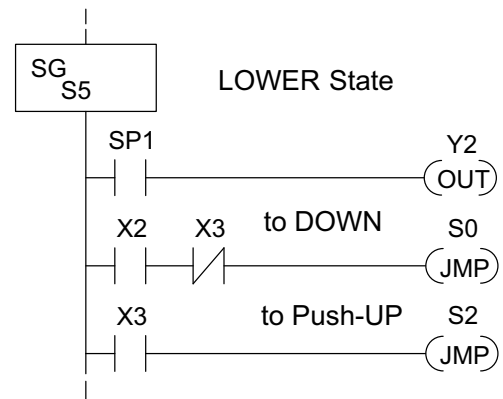 SG
S5
LOWER State
SP1
Y2
OUT
X2
X3
to DOWN
S0
JMP
X3
to Push-UP
S2
JMP